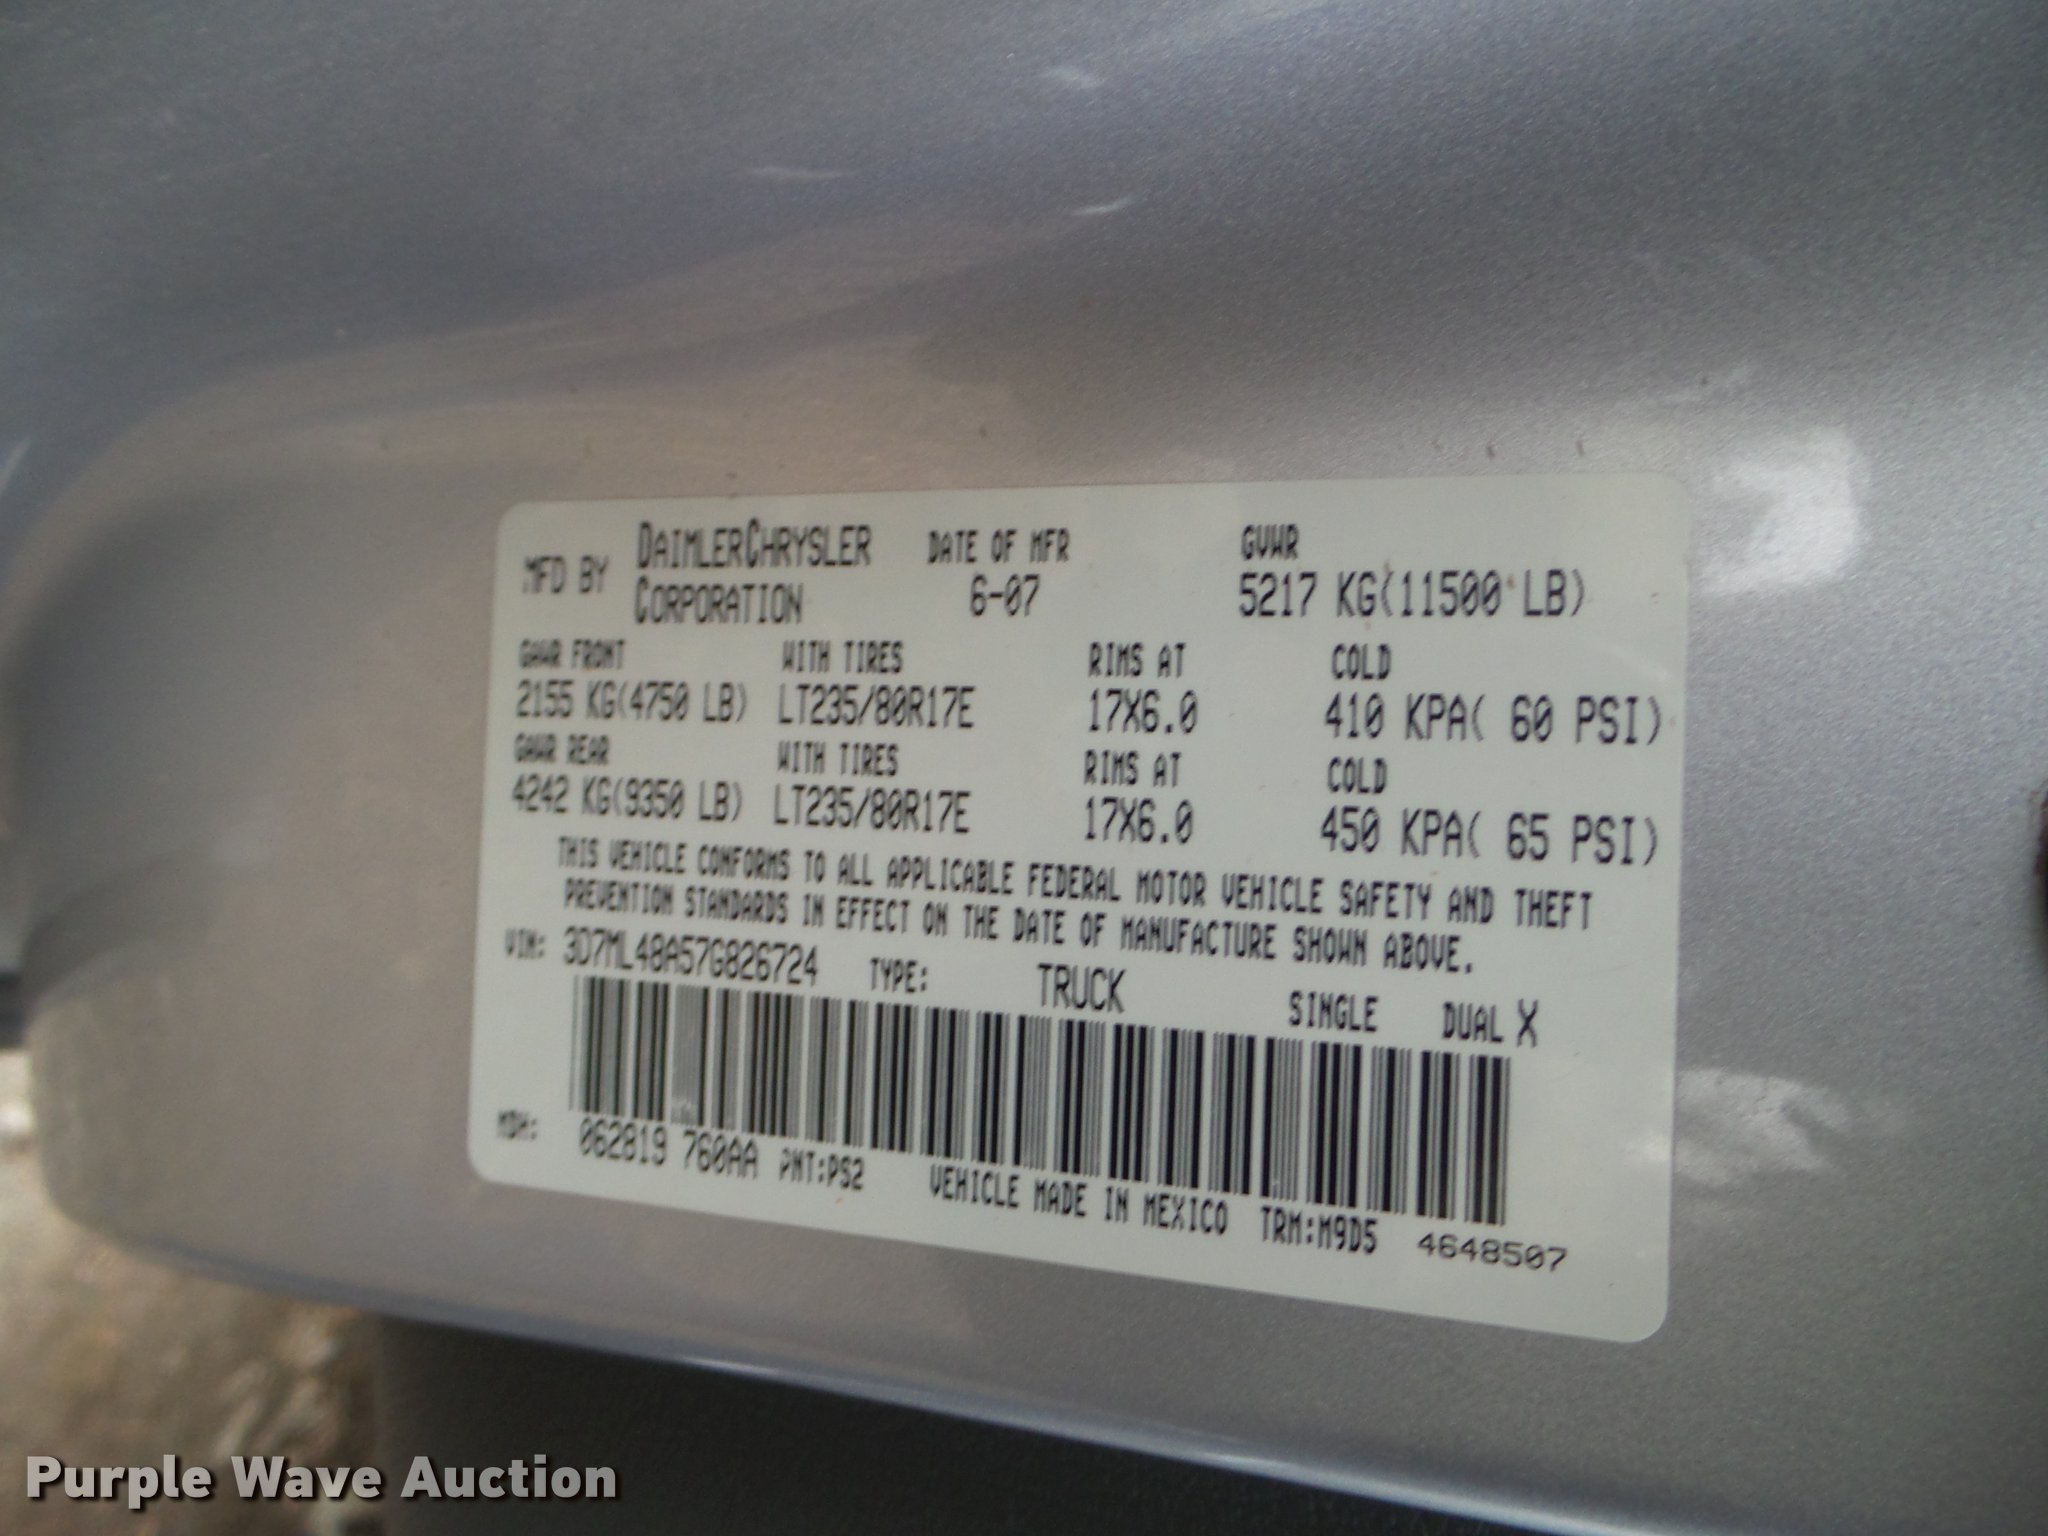 MFD BY DAIMLERCHRYSLER CORPORATION DATE OF MFR 6-07 GVWR 5217 KG(11500 LB)
GAWR FRONT WITH TIRES RIMS AT COLD
2155 KG(4750 LB) LT235/80R17E 17X6.0 410 KPA( 60 PSI)
GAWR REAR WITH TIRES RIMS AT COLD
4242 KG(9350 LB) LT235/80R17E 17X6.0 450 KPA( 65 PSI)
THIS VEHICLE CONFORMS TO ALL APPLICABLE FEDERAL MOTOR VEHICLE SAFETY AND THEFT
PREVENTION STANDARDS IN EFFECT ON THE DATE OF MANUFACTURE SHOWN ABOVE.
VIN: 3D7ML48A57G826724 TYPE: TRUCK SINGLE DUAL X
MDH: 062819 760AA PNT:PS2 VEHICLE MADE IN MEXICO TRM:M9D5 4648507
Purple Wave Auction